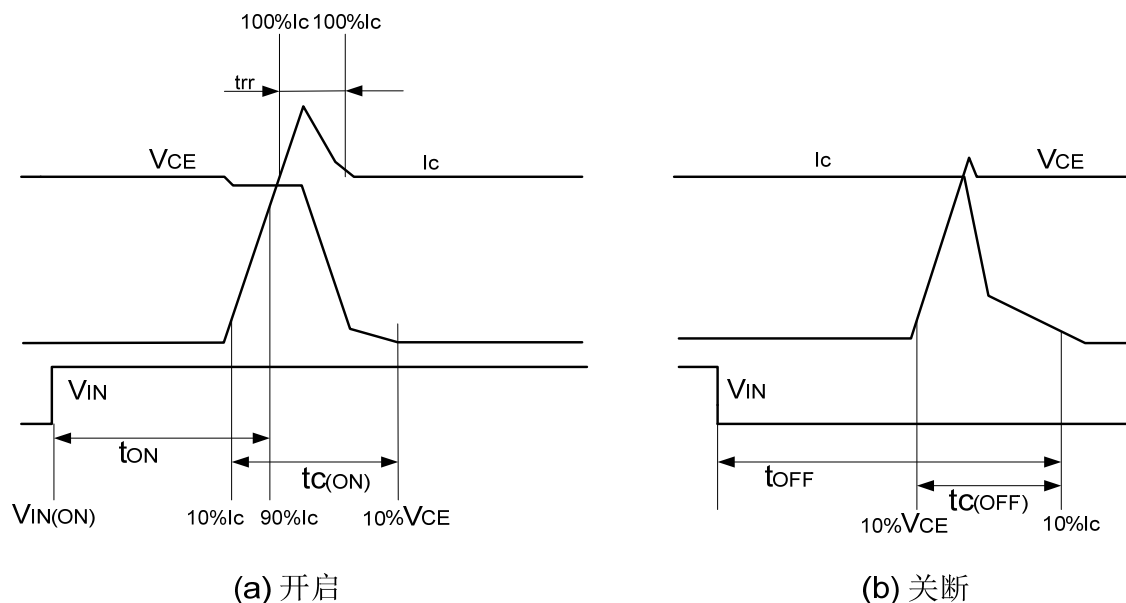 100%Ic 100%Ic
trr
VCE
Ic
VIN
tON
tC(ON)
VIN(ON)
10%Ic
90%Ic
10%VCE
(a) 开启
Ic
VCE
VIN
tOFF
tC(OFF)
10%VCE
10%Ic
(b) 关断